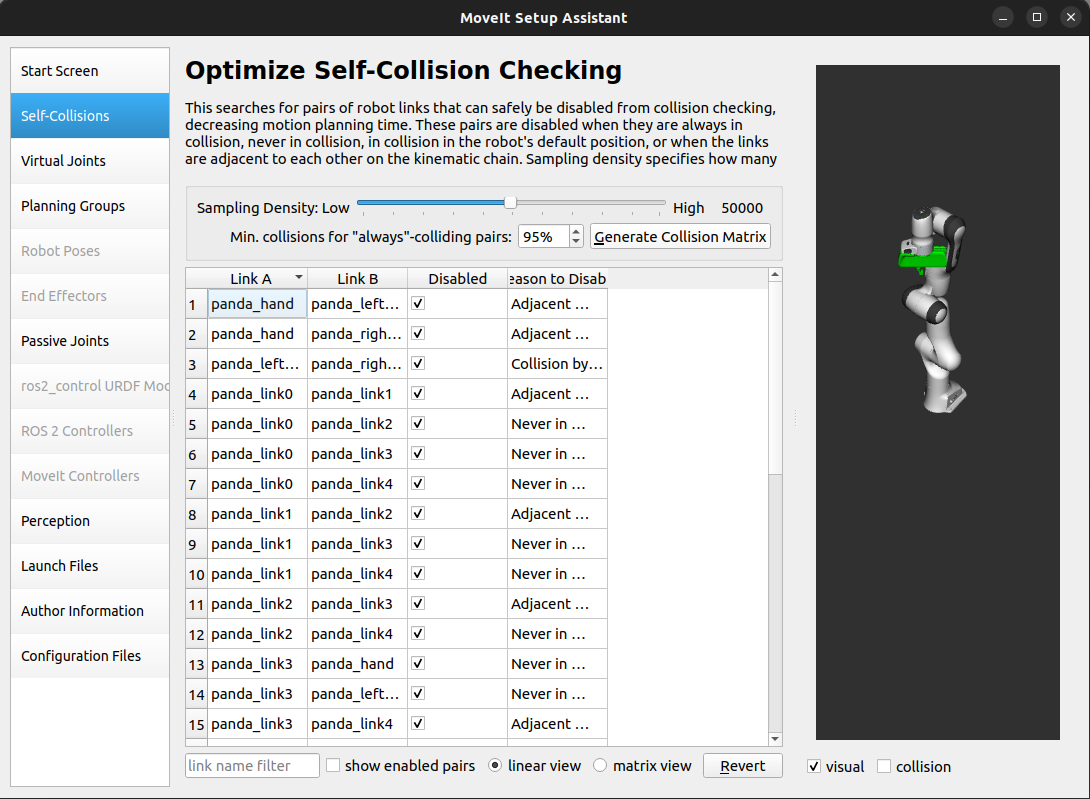 MoveIt Setup Assistant
Start Screen
Self-Collisions
Virtual Joints
Planning Groups
Robot Poses
End Effectors
Passive Joints
ros2_control URDF Mod
ROS 2 Controllers
MoveIt Controllers
Perception
Launch Files
Author Information
Configuration Files
Optimize Self-Collision Checking
This searches for pairs of robot links that can safely be disabled from collision checking,
decreasing motion planning time. These pairs are disabled when they are always in
collision, never in collision, in collision in the robot's default position, or when the links
are adjacent to each other on the kinematic chain. Sampling density specifies how many
Sampling Density: Low High 50000
Min. collisions for "always"-colliding pairs: 95% Generate Collision Matrix
Link A Link B Disabled eason to Disab
1 panda_hand panda_left... Adjacent ...
2 panda_hand panda_righ... Adjacent ...
3 panda_left... panda_righ... Collision by...
4 panda_link0 panda_link1 Adjacent ...
5 panda_link0 panda_link2 Never in ...
6 panda_link0 panda_link3 Never in ...
7 panda_link0 panda_link4 Never in ...
8 panda_link1 panda_link2 Adjacent ...
9 panda_link1 panda_link3 Never in ...
10 panda_link1 panda_link4 Never in ...
11 panda_link2 panda_link3 Adjacent ...
12 panda_link2 panda_link4 Never in ...
13 panda_link3 panda_hand Never in ...
14 panda_link3 panda_left... Never in ...
15 panda_link3 panda_link4 Adjacent ...
link name filter show enabled pairs linear view matrix view Revert visual collision